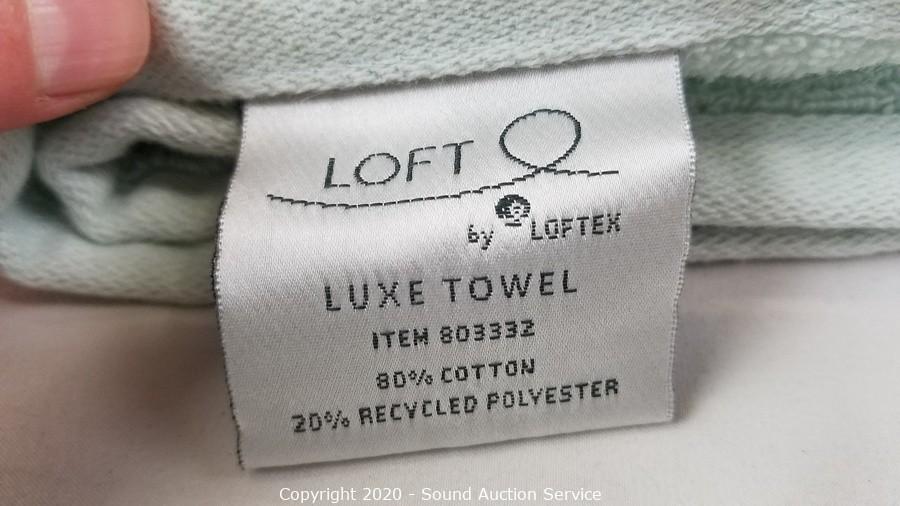 LOFT
by LOFTEX
LUXE TOWEL
ITEM 803332
80% COTTON
20% RECYCLED POLYESTER
Copyright 2020 - Sound Auction Service